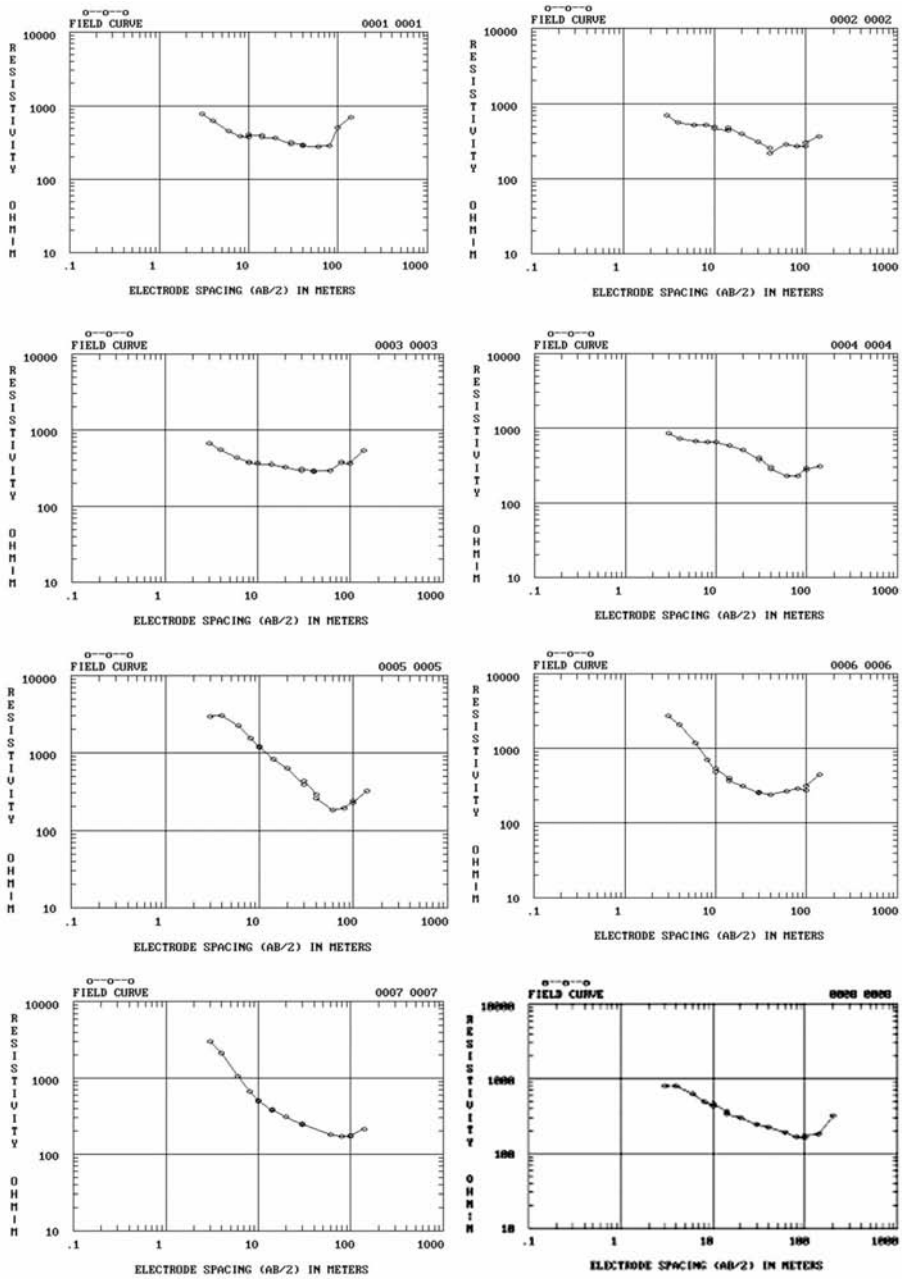 o--o--o
FIELD CURVE 0001 0001
10000
1000
100
10
.1 1 10 100 1000
RESISTIVITY OHMIM
ELECTRODE SPACING (AB/2) IN METERS
o--o--o
FIELD CURVE 0002 0002
10000
1000
100
10
.1 1 10 100 1000
RESISTIVITY OHMIM
ELECTRODE SPACING (AB/2) IN METERS
o--o--o
FIELD CURVE 0003 0003
10000
1000
100
10
.1 1 10 100 1000
RESISTIVITY OHMIM
ELECTRODE SPACING (AB/2) IN METERS
o--o--o
FIELD CURVE 0004 0004
10000
1000
100
10
.1 1 10 100 1000
RESISTIVITY OHMIM
ELECTRODE SPACING (AB/2) IN METERS
o--o--o
FIELD CURVE 0005 0005
10000
1000
100
10
.1 1 10 100 1000
RESISTIVITY OHMIM
ELECTRODE SPACING (AB/2) IN METERS
o--o--o
FIELD CURVE 0006 0006
10000
1000
100
10
.1 1 10 100 1000
RESISTIVITY OHMIM
ELECTRODE SPACING (AB/2) IN METERS
o--o--o
FIELD CURVE 0007 0007
10000
1000
100
10
.1 1 10 100 1000
RESISTIVITY OHMIM
ELECTRODE SPACING (AB/2) IN METERS
o--o--o
FIELD CURVE 0008 0008
10000
1000
100
10
.1 1 10 100 1000
RESISTIVITY OHMIM
ELECTRODE SPACING (AB/2) IN METERS